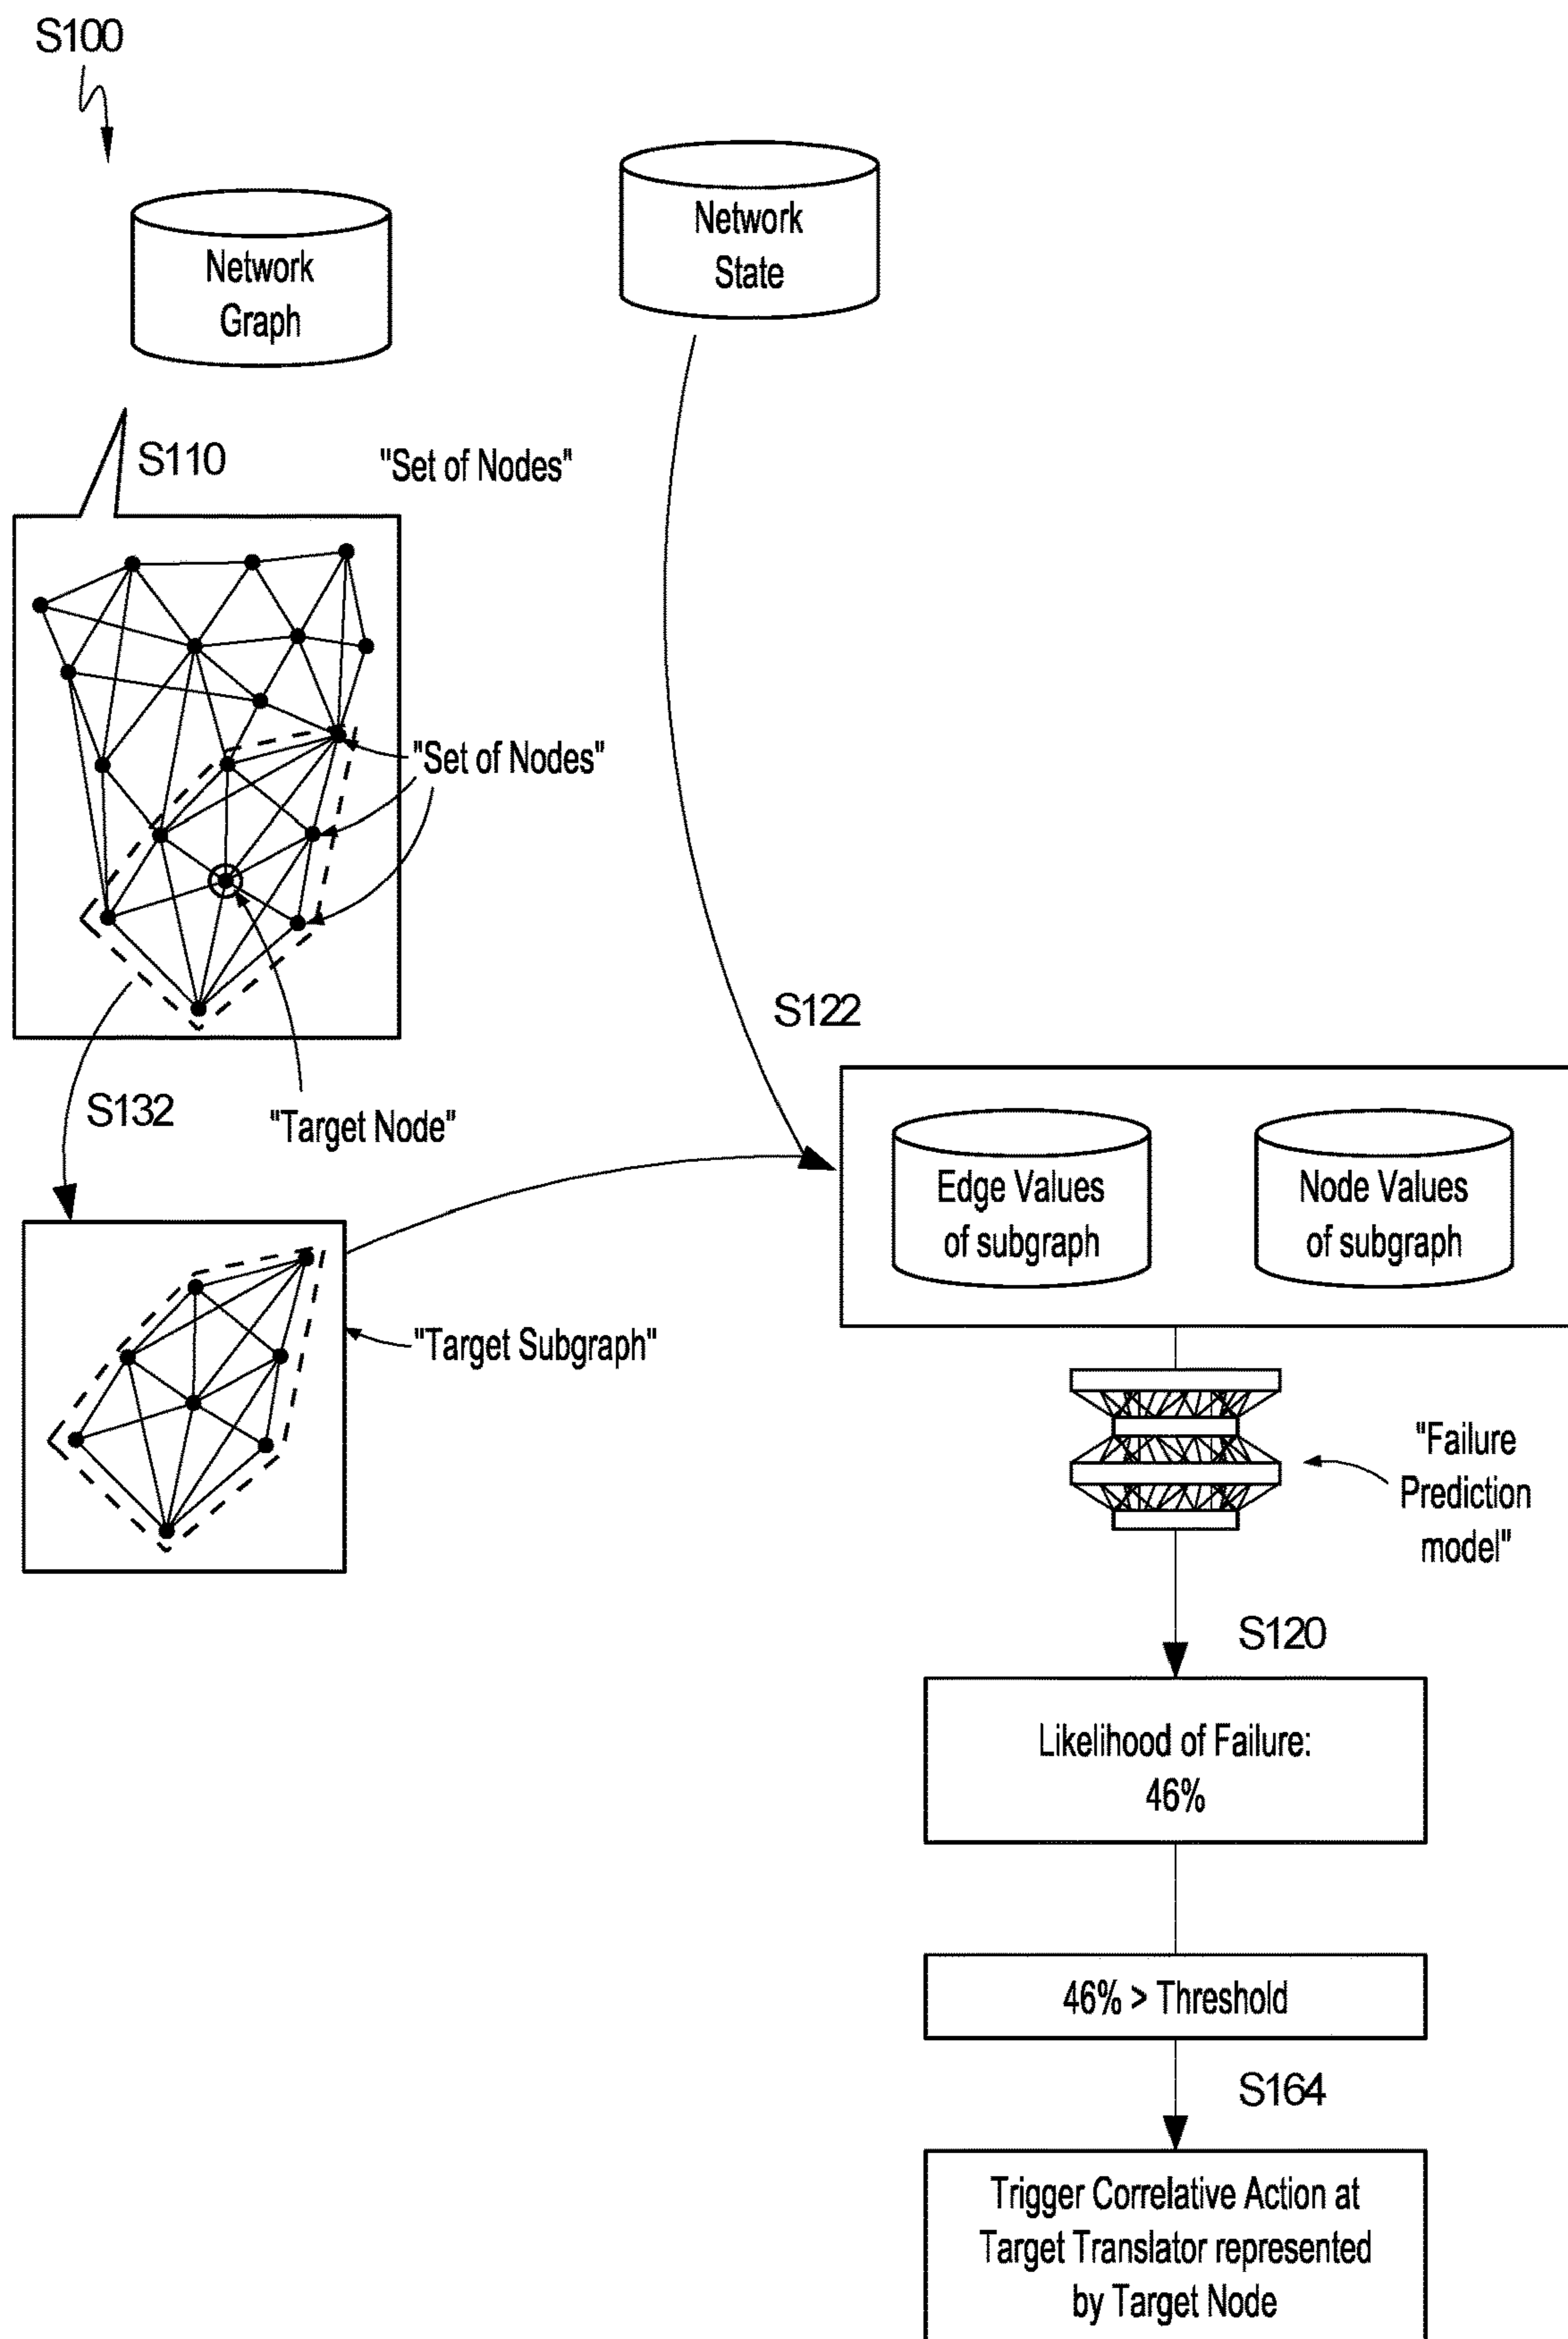 S100
Network
Graph
Network
State
S110
"Set of Nodes"
"Set of Nodes"
S122
S132
"Target Node"
Edge Values
of subgraph
Node Values
of subgraph
"Target Subgraph"
"Failure
Prediction
model"
S120
Likelihood of Failure:
46%
46% > Threshold
S164
Trigger Correlative Action at
Target Translator represented
by Target Node